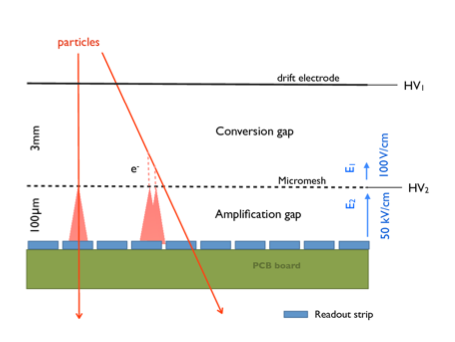 particles
drift electrode
HV1
3mm
Conversion gap
E1
100V/cm
e-
Micromesh
HV2
100µm
Amplification gap
E2
50 kV/cm
PCB board
Readout strip